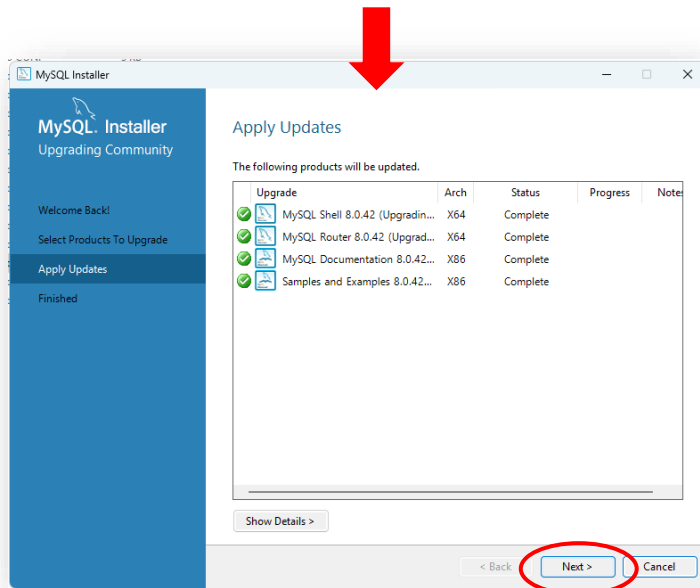 MySQL Installer
MySQL. Installer
Upgrading Community
Welcome Back!
Select Products To Upgrade
Apply Updates
Finished
Apply Updates
The following products will be updated.
Upgrade Arch Status Progress Notes
MySQL Shell 8.0.42 (Upgradin... X64 Complete
MySQL Router 8.0.42 (Upgrad... X64 Complete
MySQL Documentation 8.0.42... X86 Complete
Samples and Examples 8.0.42... X86 Complete
Show Details >
< Back Next > Cancel